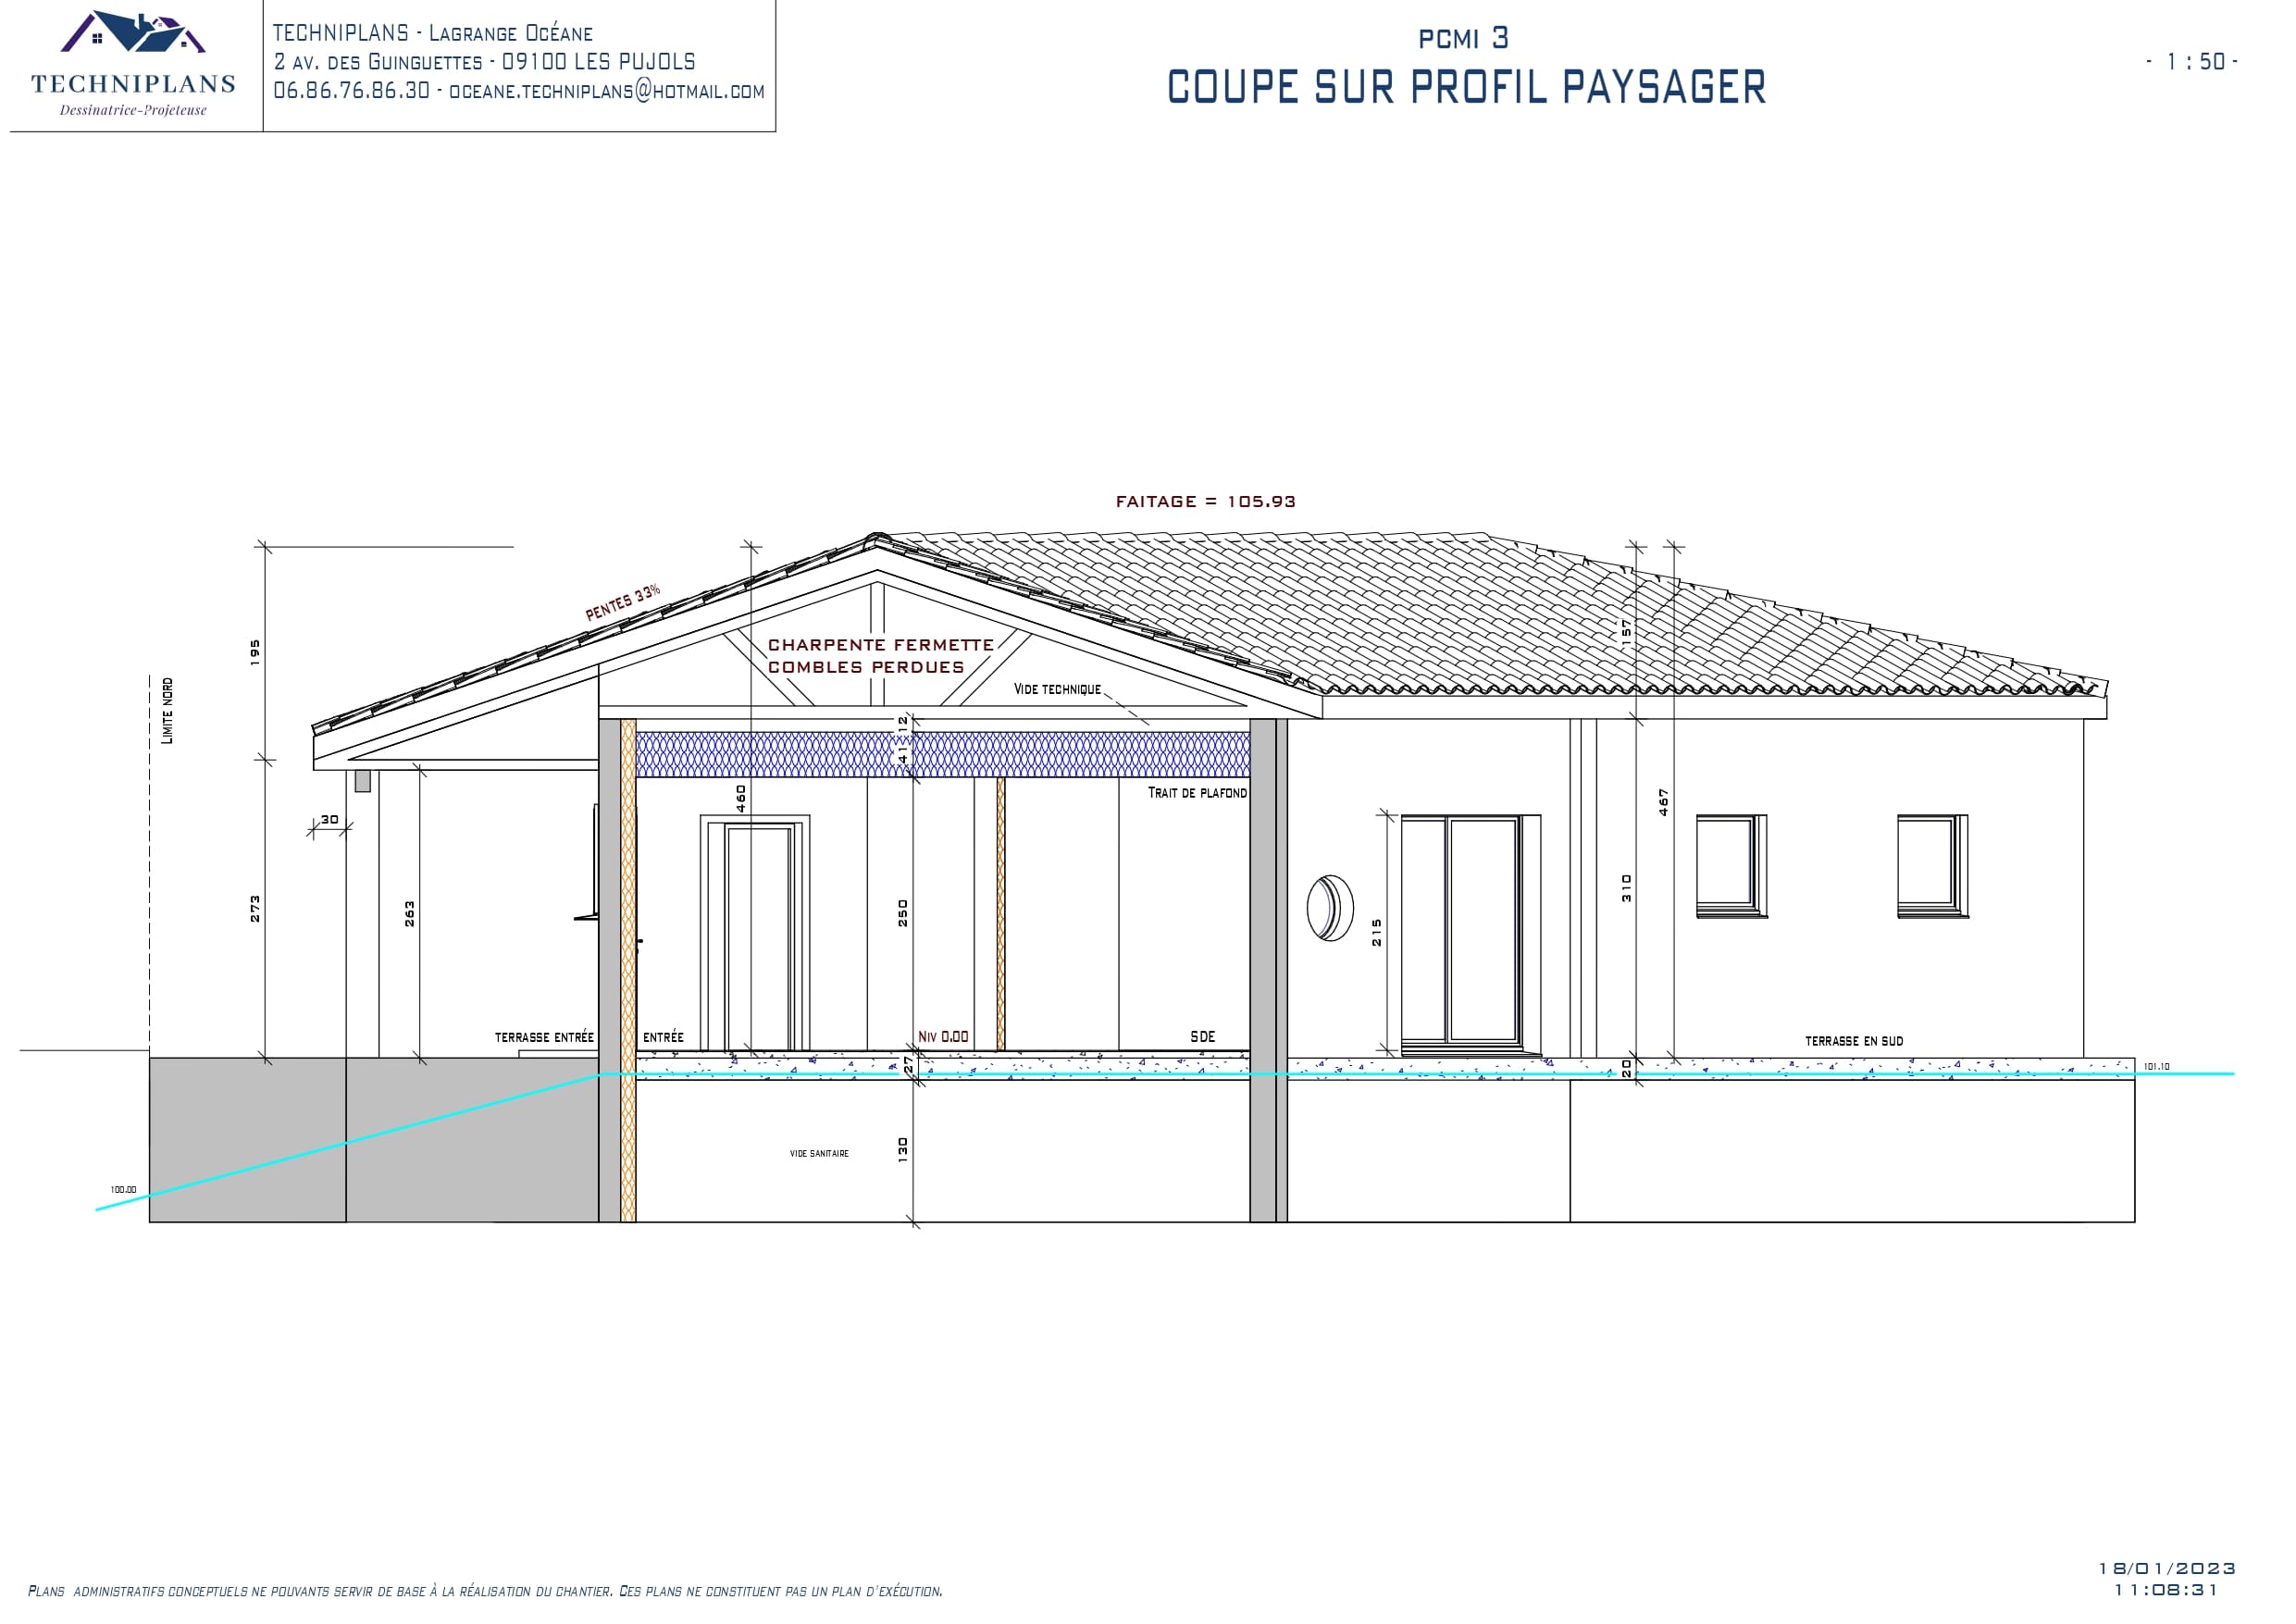 TECHNIPLANS
Dessinatrice-Projeteuse
TECHNIPLANS - Lagrange Océane
2 av. des Guinguettes - 09100 LES PUJOLS
06.86.76.86.30 - oceane.techniplans@hotmail.com
PCMI 3
COUPE SUR PROFIL PAYSAGER
- 1 : 50 -
FAITAGE = 105.93
PENTES 33%
CHARPENTE FERMETTE
COMBLES PERDUES
Vide technique
195
157
Limite nord
12
41
Trait de plafond
460
467
30
273
263
250
215
310
terrasse entrée
entrée
Niv 0.00
SDE
terrasse en sud
27
20
101.10
vide sanitaire
130
100.00
Plans administratifs conceptuels ne pouvants servir de base à la réalisation du chantier. Ces plans ne constituent pas un plan d'exécution.
18/01/2023
11:08:31